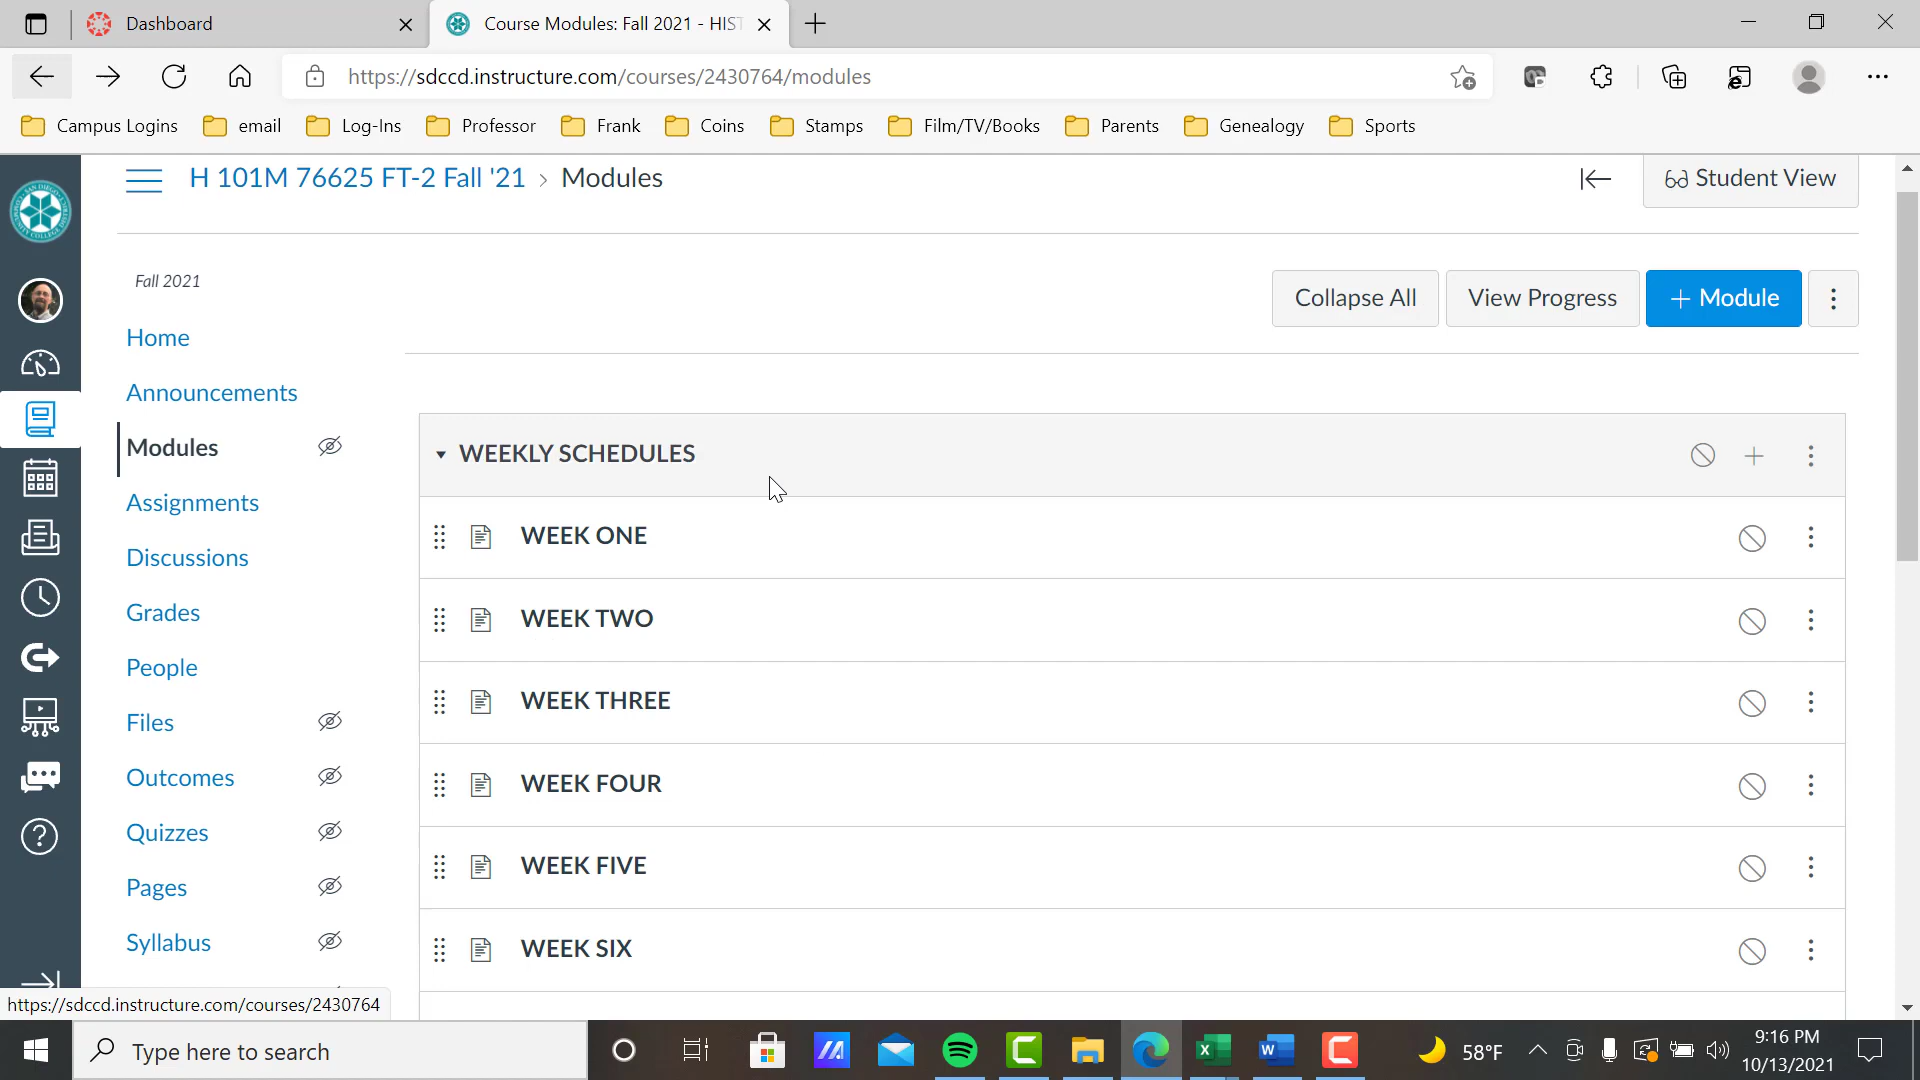 Dashboard
Course Modules: Fall 2021 - HIST
https://sdccd.instructure.com/courses/2430764/modules
Campus Logins
email
Log-Ins
Professor
Frank
Coins
Stamps
Film/TV/Books
Parents
Genealogy
Sports
H 101M 76625 FT-2 Fall '21 > Modules
Student View
Fall 2021
Collapse All
View Progress
+ Module
Home
Announcements
Modules
Assignments
Discussions
Grades
People
Files
Outcomes
Quizzes
Pages
Syllabus
WEEKLY SCHEDULES
WEEK ONE
WEEK TWO
WEEK THREE
WEEK FOUR
WEEK FIVE
WEEK SIX
https://sdccd.instructure.com/courses/2430764
Type here to search
58°F
9:16 PM
10/13/2021